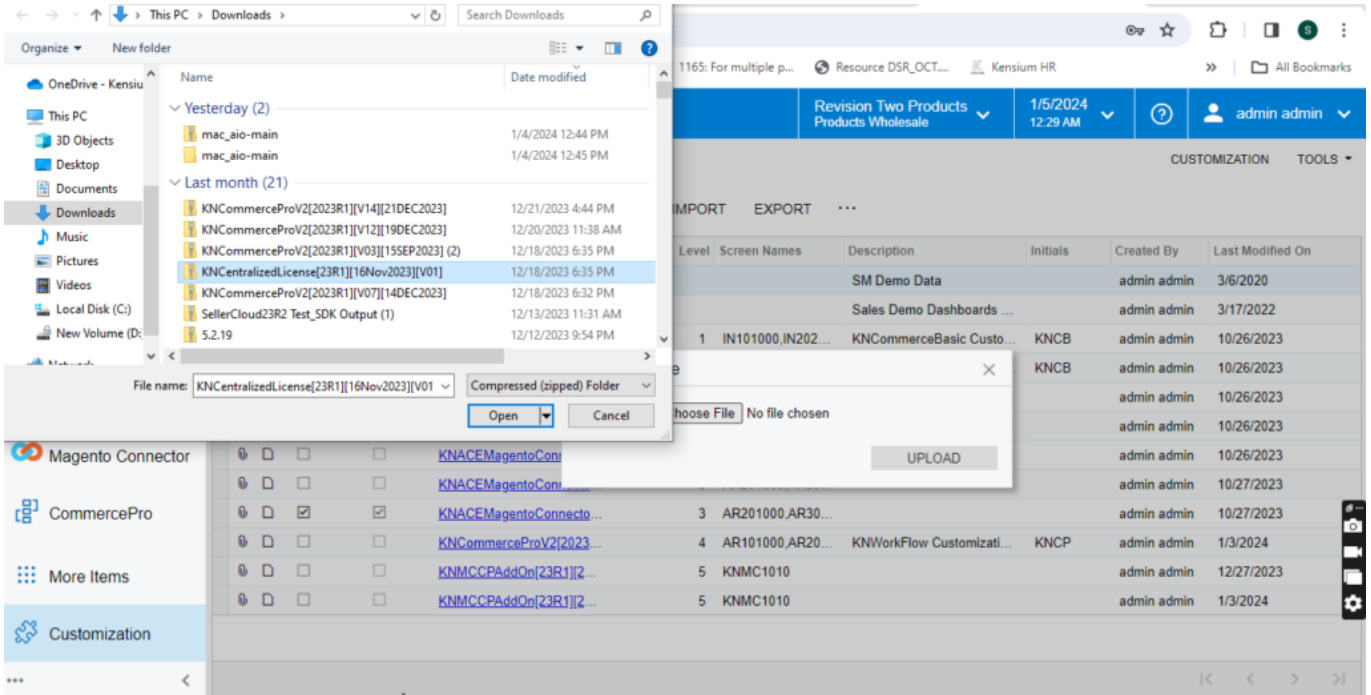 This PC > Downloads >
Search Downloads
Organize
New folder
?
OneDrive - Kensiu
This PC
3D Objects
Desktop
Documents
Downloads
Music
Pictures
Videos
Local Disk (C:)
New Volume (D:
Name
Date modified
Yesterday (2)
mac_aio-main 1/4/2024 12:44 PM
mac_aio-main 1/4/2024 12:45 PM
Last month (21)
KNCommerceProV2[2023R1][V14][21DEC2023] 12/21/2023 4:44 PM
KNCommerceProV2[2023R1][V12][19DEC2023] 12/20/2023 11:38 AM
KNCommerceProV2[2023R1][V03][15SEP2023] (2) 12/18/2023 6:35 PM
KNCentralizedLicense[23R1][16Nov2023][V01] 12/18/2023 6:35 PM
KNCommerceProV2[2023R1][V07][14DEC2023] 12/18/2023 6:32 PM
SellerCloud23R2 Test_SDK Output (1) 12/13/2023 11:31 AM
5.2.19 12/12/2023 9:54 PM
File name: KNCentralizedLicense[23R1][16Nov2023][V01
Compressed (zipped) Folder
Open
Cancel
S
1165: For multiple p...
Resource DSR_OCT....
Kensium HR
»
All Bookmarks
Revision Two Products
Products Wholesale
1/5/2024
12:29 AM
?
admin admin
CUSTOMIZATION
TOOLS
IMPORT
EXPORT
...
Level Screen Names Description Initials Created By Last Modified On
SM Demo Data admin admin 3/6/2020
Sales Demo Dashboards ... admin admin 3/17/2022
1 IN101000,IN202... KNCommerceBasic Custo... KNCB admin admin 10/26/2023
KNCB admin admin 10/26/2023
admin admin 10/26/2023
admin admin 10/26/2023
hoose File No file chosen
UPLOAD
KNACEMagentoConn admin admin 10/26/2023
KNACEMagentoConn admin admin 10/27/2023
KNACEMagentoConnecto... 3 AR201000,AR30... admin admin 10/27/2023
KNCommerceProV2[2023... 4 AR101000,AR20... KNWorkFlow Customizati... KNCP admin admin 1/3/2024
KNMCCPAddOn[23R1][2... 5 KNMC1010 admin admin 12/27/2023
KNMCCPAddOn[23R1][2... 5 KNMC1010 admin admin 1/3/2024
Magento Connector
CommercePro
More Items
Customization
...